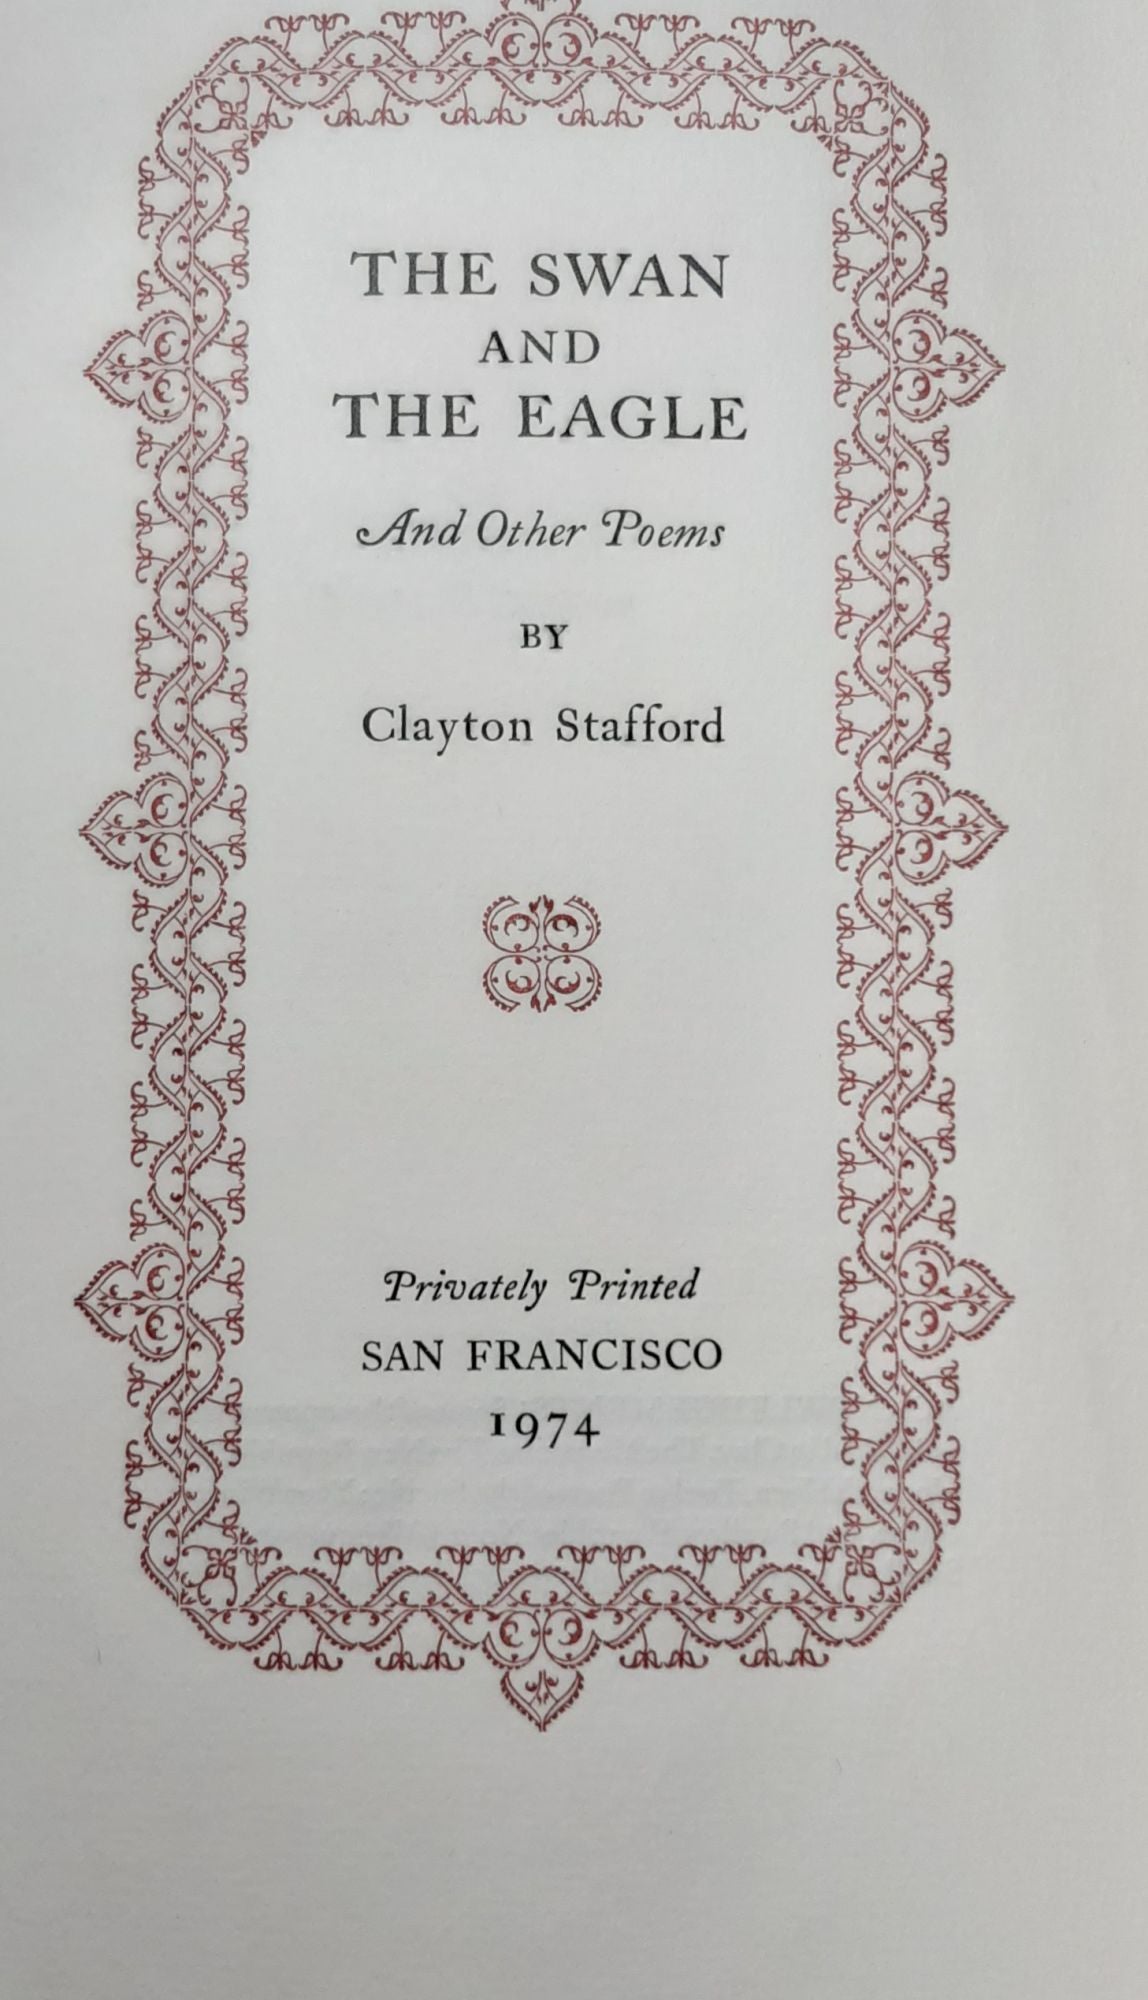 THE SWAN
AND
THE EAGLE
And Other Poems
BY
Clayton Stafford
Privately Printed
SAN FRANCISCO
1974